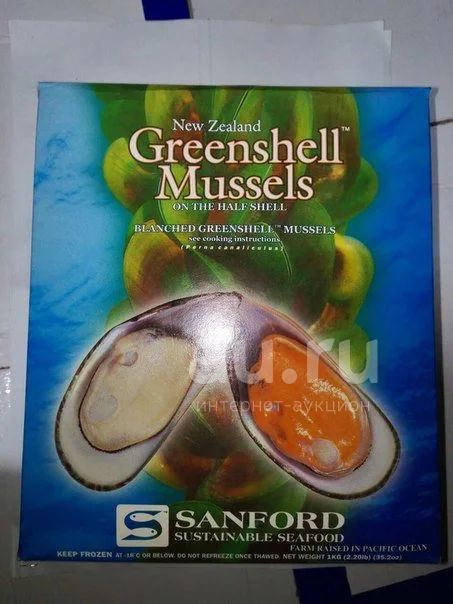 New Zealand
Greenshell™
Mussels
ON THE HALF SHELL
BLANCHED GREENSHELL™ MUSSELS
see cooking instructions
(Perna canaliculus)
au.ru
интернет-аукцион
S
SANFORD
SUSTAINABLE SEAFOOD
FARM RAISED IN PACIFIC OCEAN
KEEP FROZEN AT -18°C OR BELOW. DO NOT REFREEZE ONCE THAWED. NET WEIGHT 1KG (2.20lb) (35.2oz)